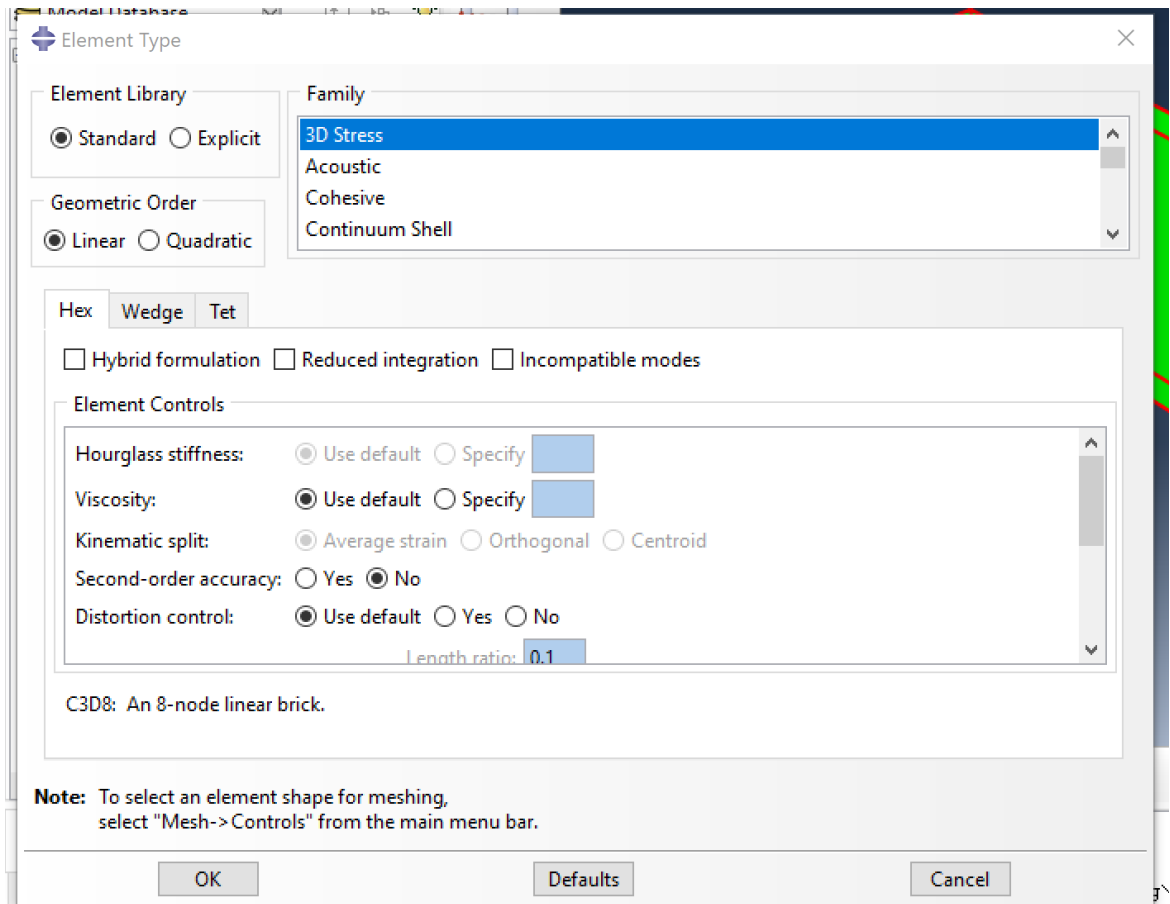 Model Database
Element Type
Element Library
Family
Standard Explicit
3D Stress
Acoustic
Cohesive
Continuum Shell
Geometric Order
Linear Quadratic
Hex Wedge Tet
Hybrid formulation Reduced integration Incompatible modes
Element Controls
Hourglass stiffness: Use default Specify
Viscosity: Use default Specify
Kinematic split: Average strain Orthogonal Centroid
Second-order accuracy: Yes No
Distortion control: Use default Yes No
Length ratio: 0.1
C3D8: An 8-node linear brick.
Note: To select an element shape for meshing,
select "Mesh->Controls" from the main menu bar.
OK Defaults Cancel